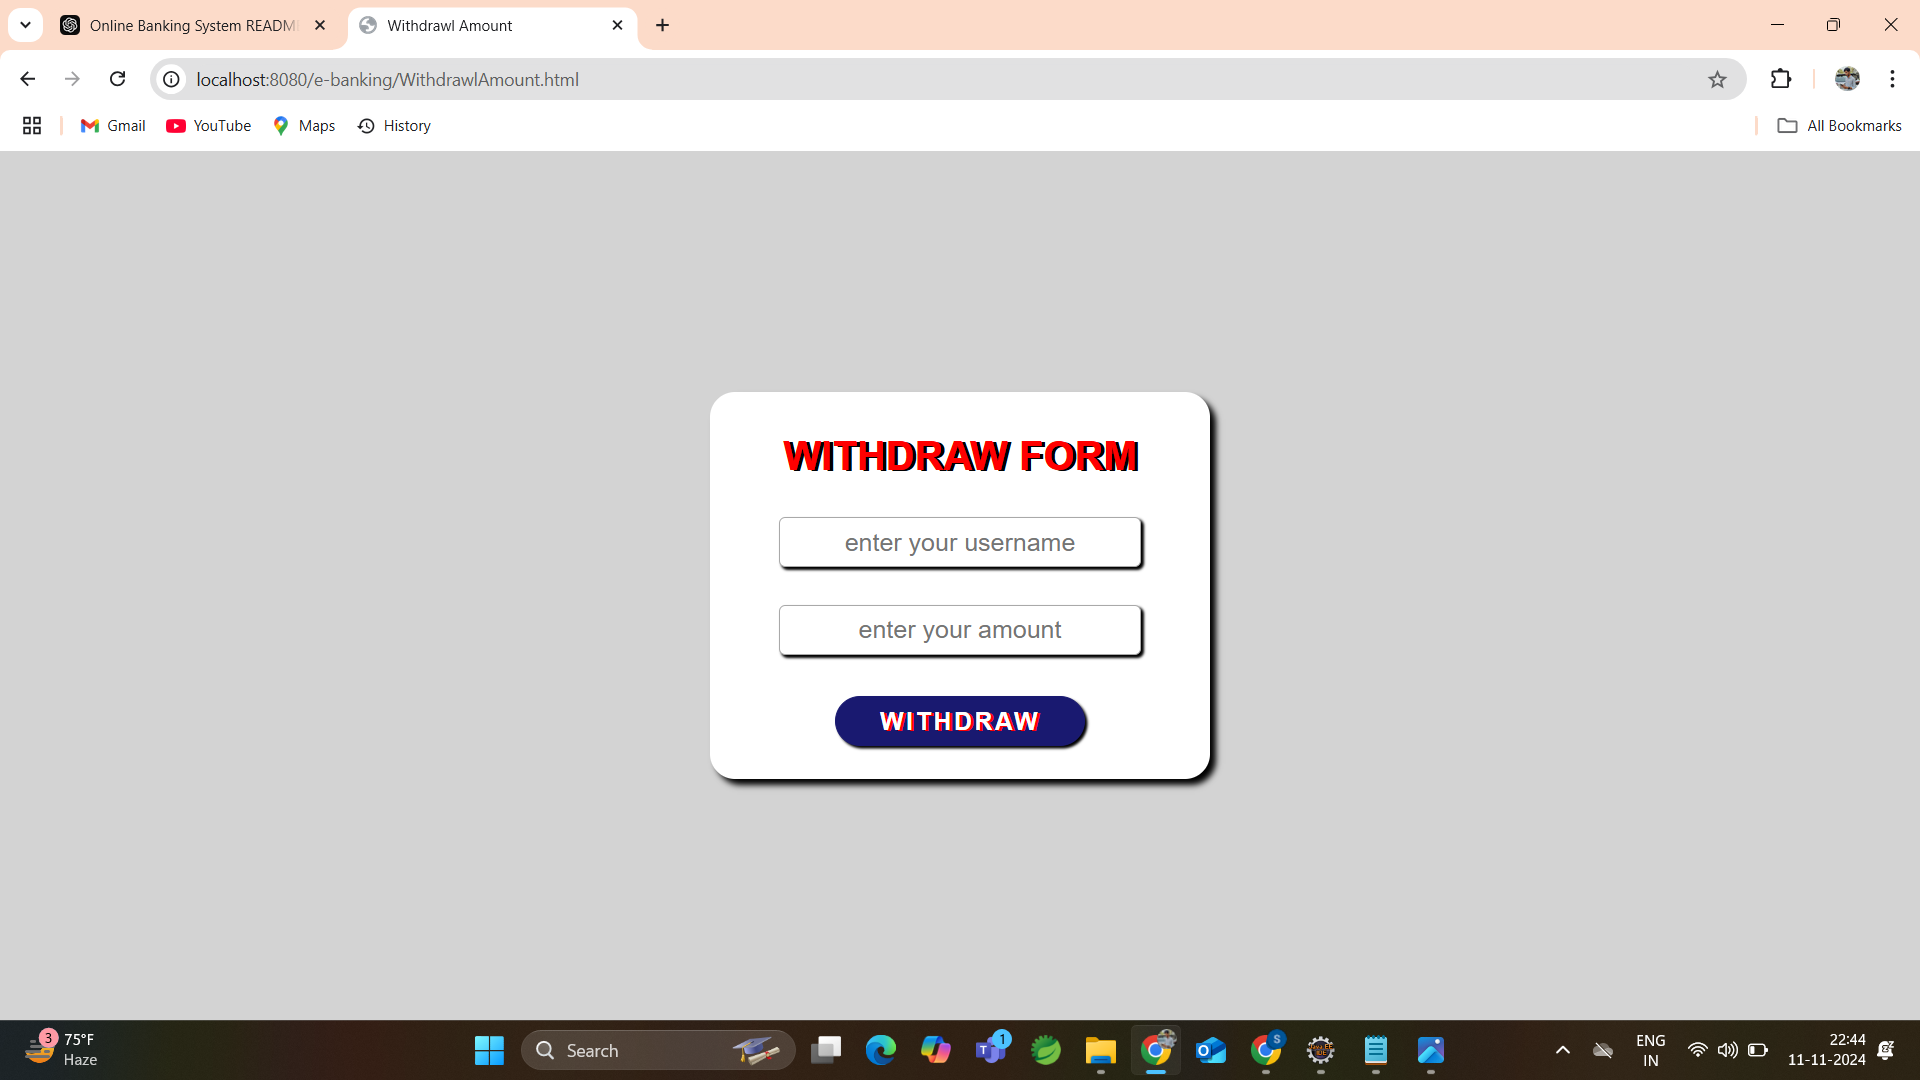 Online Banking System READM
Withdrawl Amount
localhost:8080/e-banking/WithdrawlAmount.html
Gmail
YouTube
Maps
History
All Bookmarks
WITHDRAW FORM
enter your username
enter your amount
WITHDRAW
3
75°F
Haze
Search
1
S
ENG
IN
22:44
11-11-2024